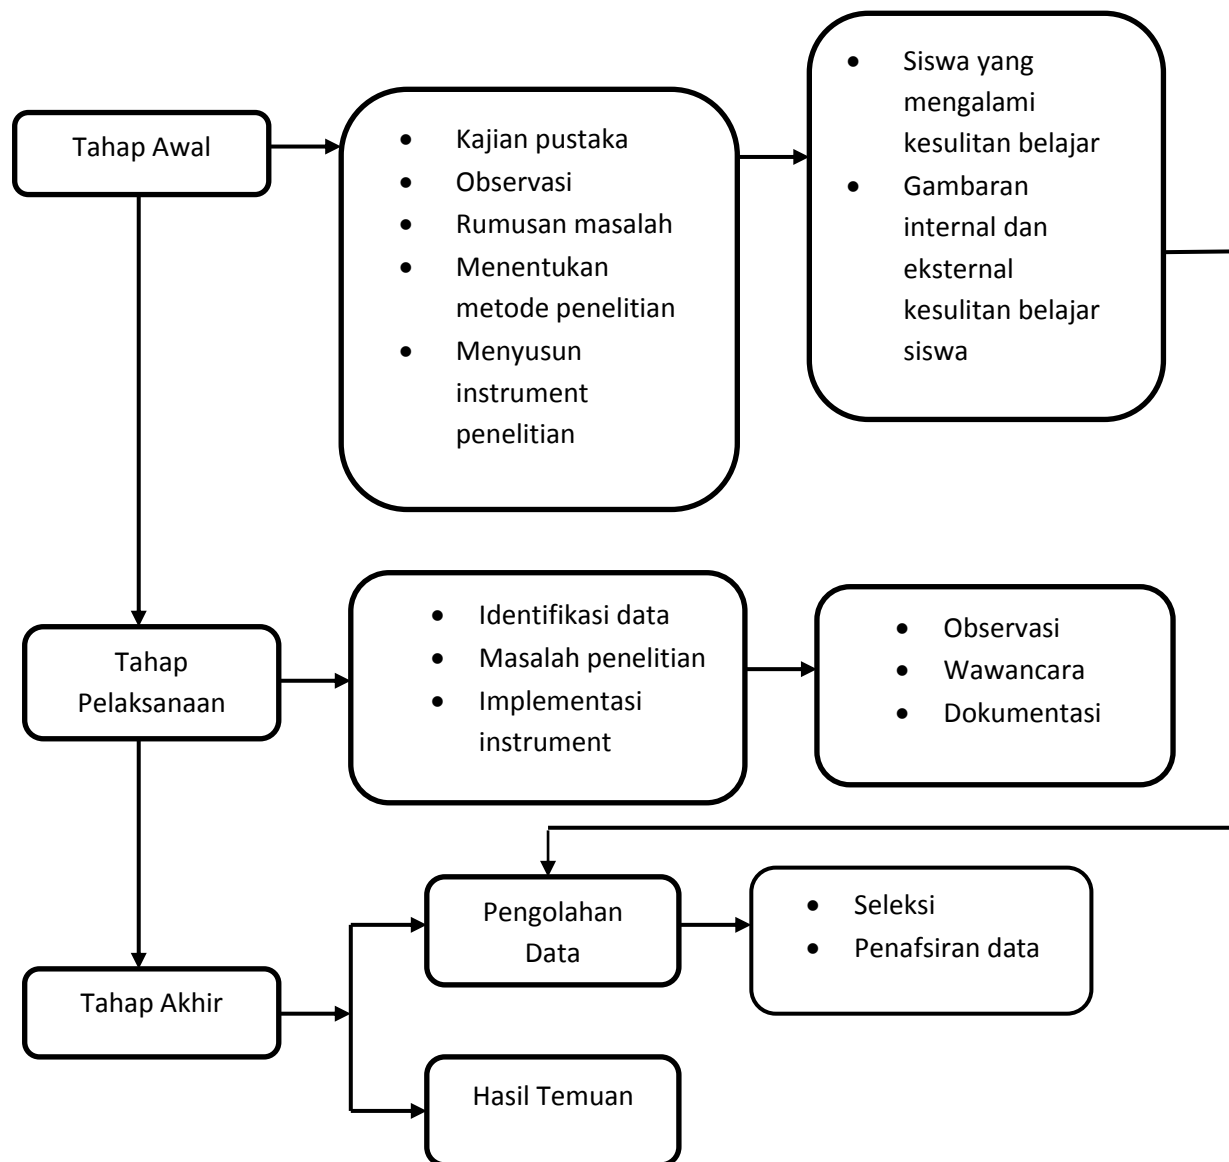 Tahap Awal
• Kajian pustaka
• Observasi
• Rumusan masalah
• Menentukan
metode penelitian
• Menyusun
instrument
penelitian
• Siswa yang
mengalami
kesulitan belajar
• Gambaran
internal dan
eksternal
kesulitan belajar
siswa
Tahap
Pelaksanaan
• Identifikasi data
• Masalah penelitian
• Implementasi
instrument
• Observasi
• Wawancara
• Dokumentasi
Tahap Akhir
Pengolahan
Data
• Seleksi
• Penafsiran data
Hasil Temuan